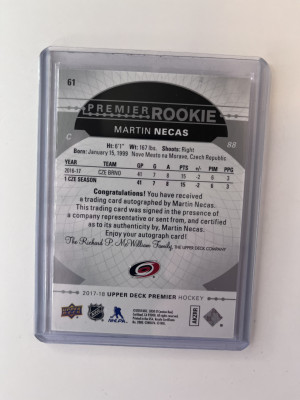 61
PREMIER ROOKIE
MARTIN NECAS
C
88
Ht: 6'1" Wt: 167 lbs. Shoots: Right
Born: January 15, 1999 Nove Mesto na Morave, Czech Republic
YEAR TEAM GP G A PTS +/- PIM PPG
2016-17 CZE BRNO 41 7 8 15 -2 6 3
1 CZE SEASON 41 7 8 15 -2 6 3
Congratulations! You have received
a trading card autographed by Martin Necas.
This trading card was signed in the presence of
a company representative or sent from, and certified
as to its authenticity by, Martin Necas.
Enjoy your autograph card!
The Richard P. McWilliam Family, THE UPPER DECK COMPANY
2017-18 UPPER DECK PREMIER HOCKEY
UPPER DECK
NHL
NHLPA